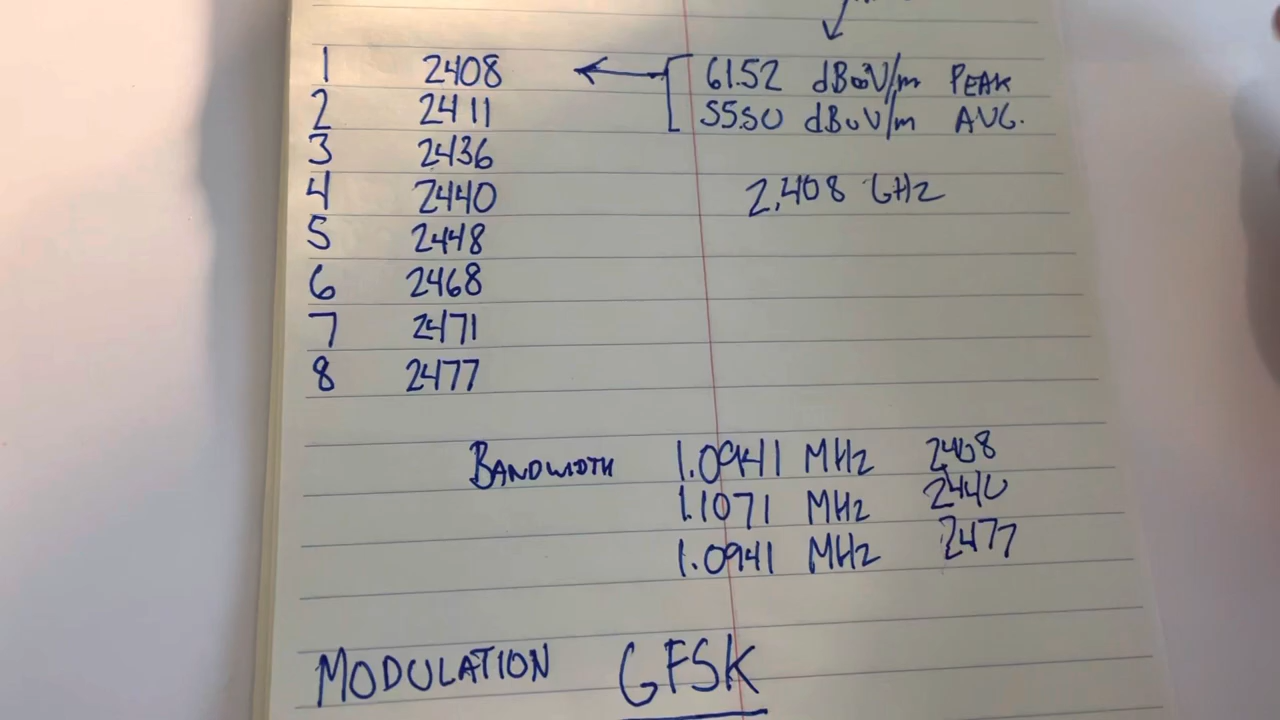 1 2408 61.52 dBuV/m PEAK
2 2411 55.50 dBuV/m AVG.
3 2436
4 2440 2.408 GHz
5 2448
6 2468
7 2471
8 2477
BANDWIDTH 1.0941 MHz 2408
1.1071 MHz 2440
1.0941 MHz 2477
MODULATION GFSK